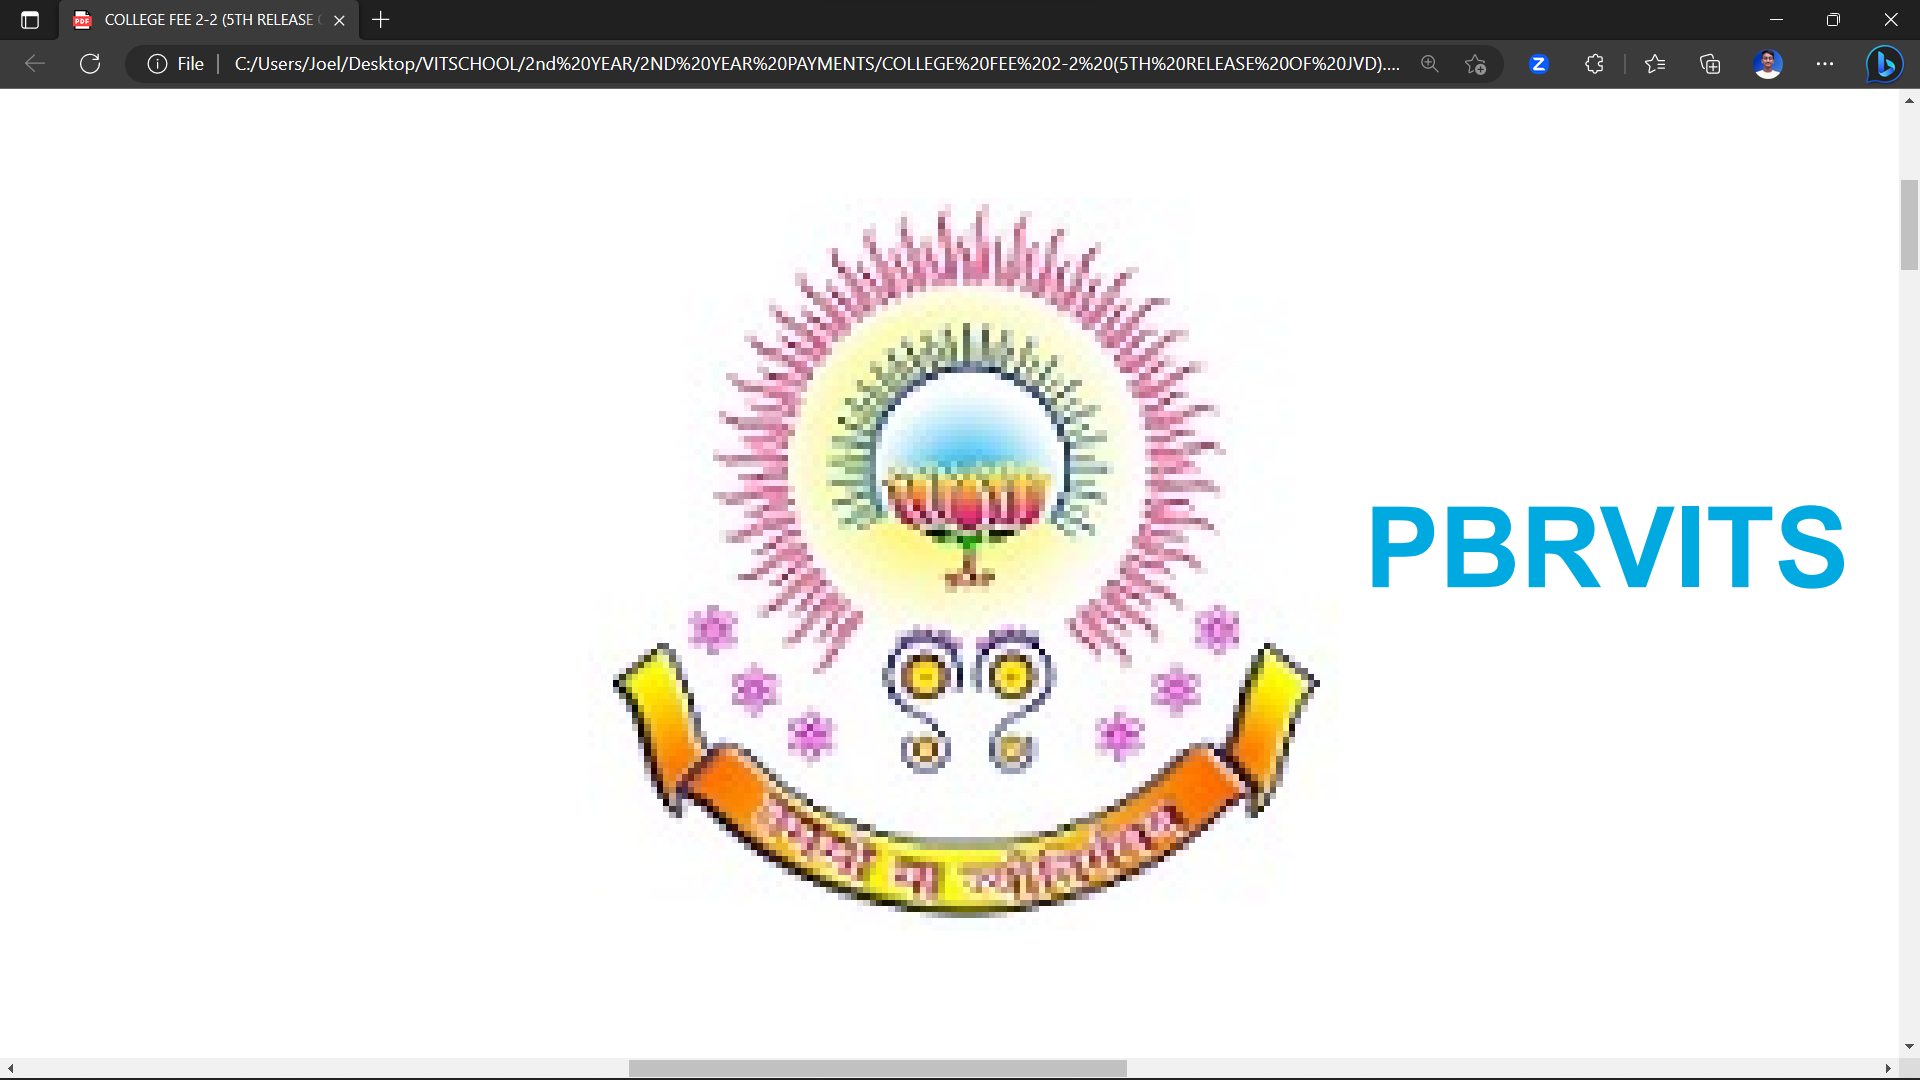 COLLEGE FEE 2-2 (5TH RELEASE
File
C:/Users/Joel/Desktop/VITSCHOOL/2nd%20YEAR/2ND%20YEAR%20PAYMENTS/COLLEGE%20FEE%202-2%20(5TH%20RELEASE%20OF%20JVD)....
PBRVITS